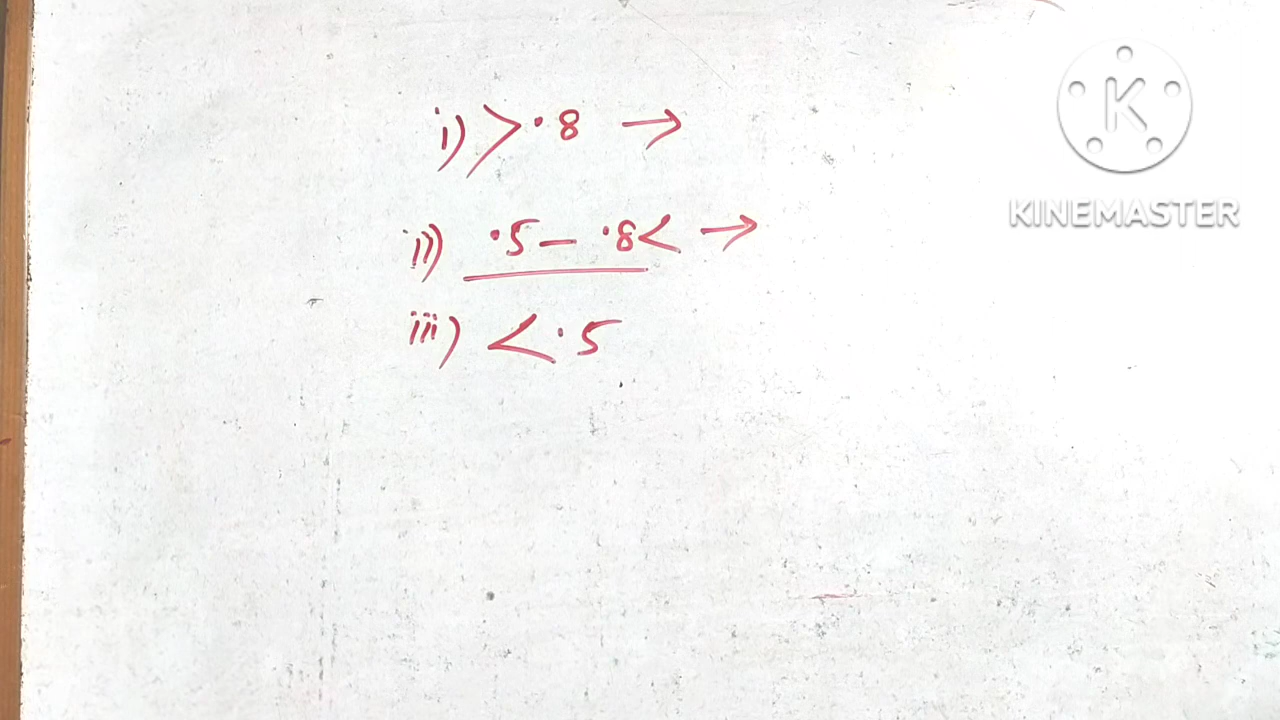 i) > .8 →
ii) .5 – .8< →
iii) < .5
K
KINEMASTER